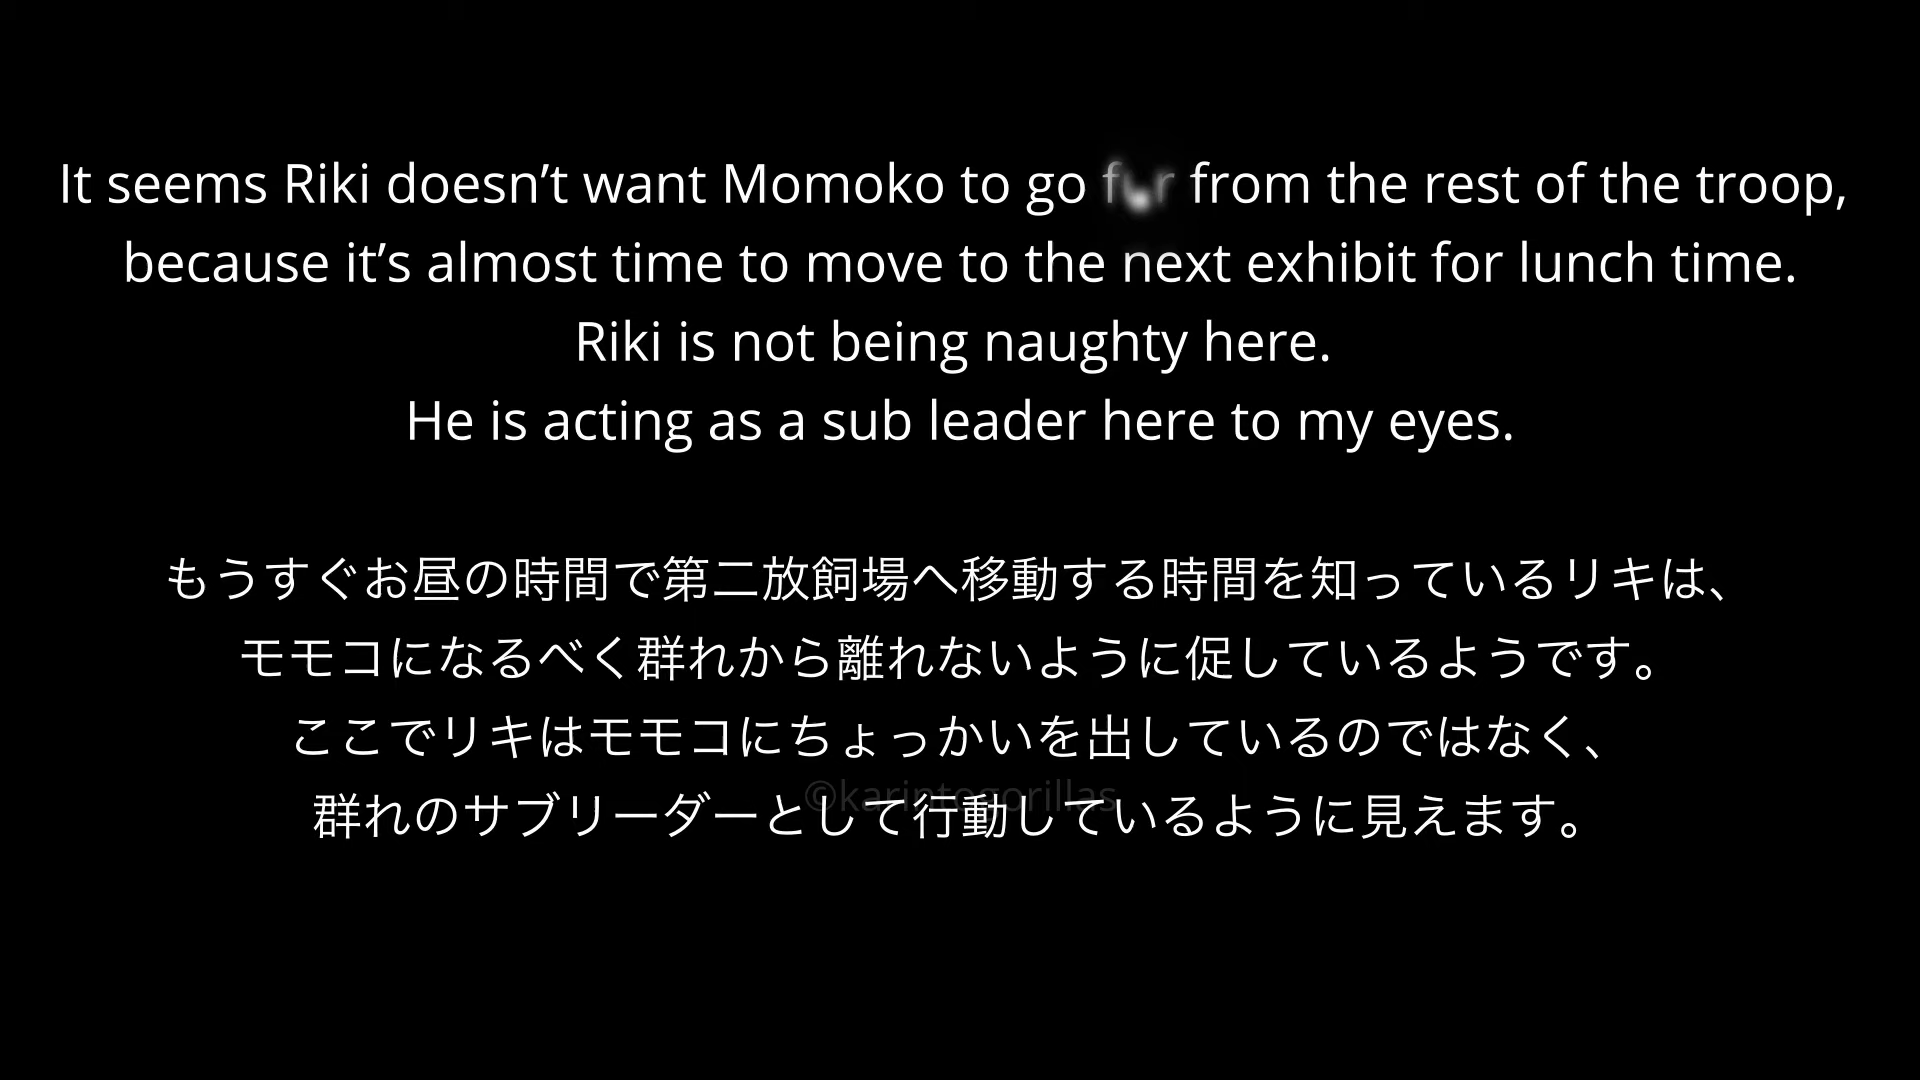 It seems Riki doesn’t want Momoko to go from the rest of the troop,
because it’s almost time to move to the next exhibit for lunch time.
Riki is not being naughty here.
He is acting as a sub leader here to my eyes.
もうすぐお昼の時間で第二放飼場へ移動する時間を知っているリキは、
モモコになるべく群れから離れないように促しているようです。
ここでリキはモモコにちょっかいを出しているのではなく、
©karintogorillas
群れのサブリーダーとして行動しているように見えます。